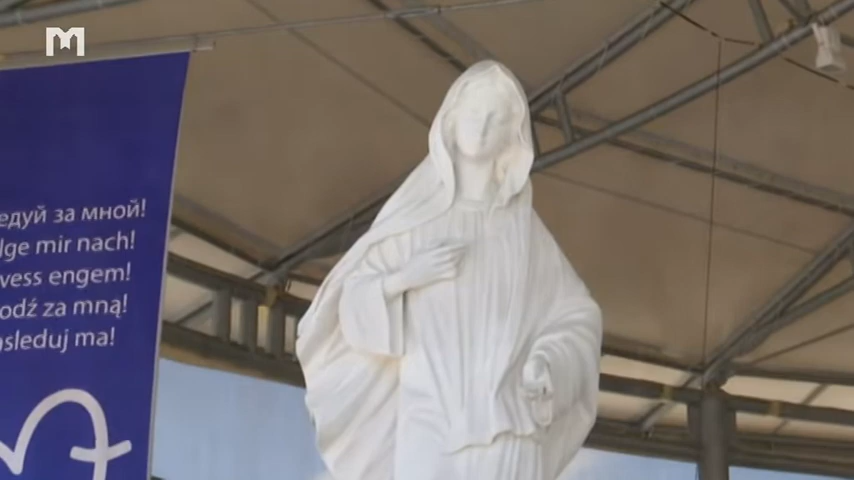 M
едуй за мной!
lge mir nach!
vess engem!
odź za mną!
sleduj ma!